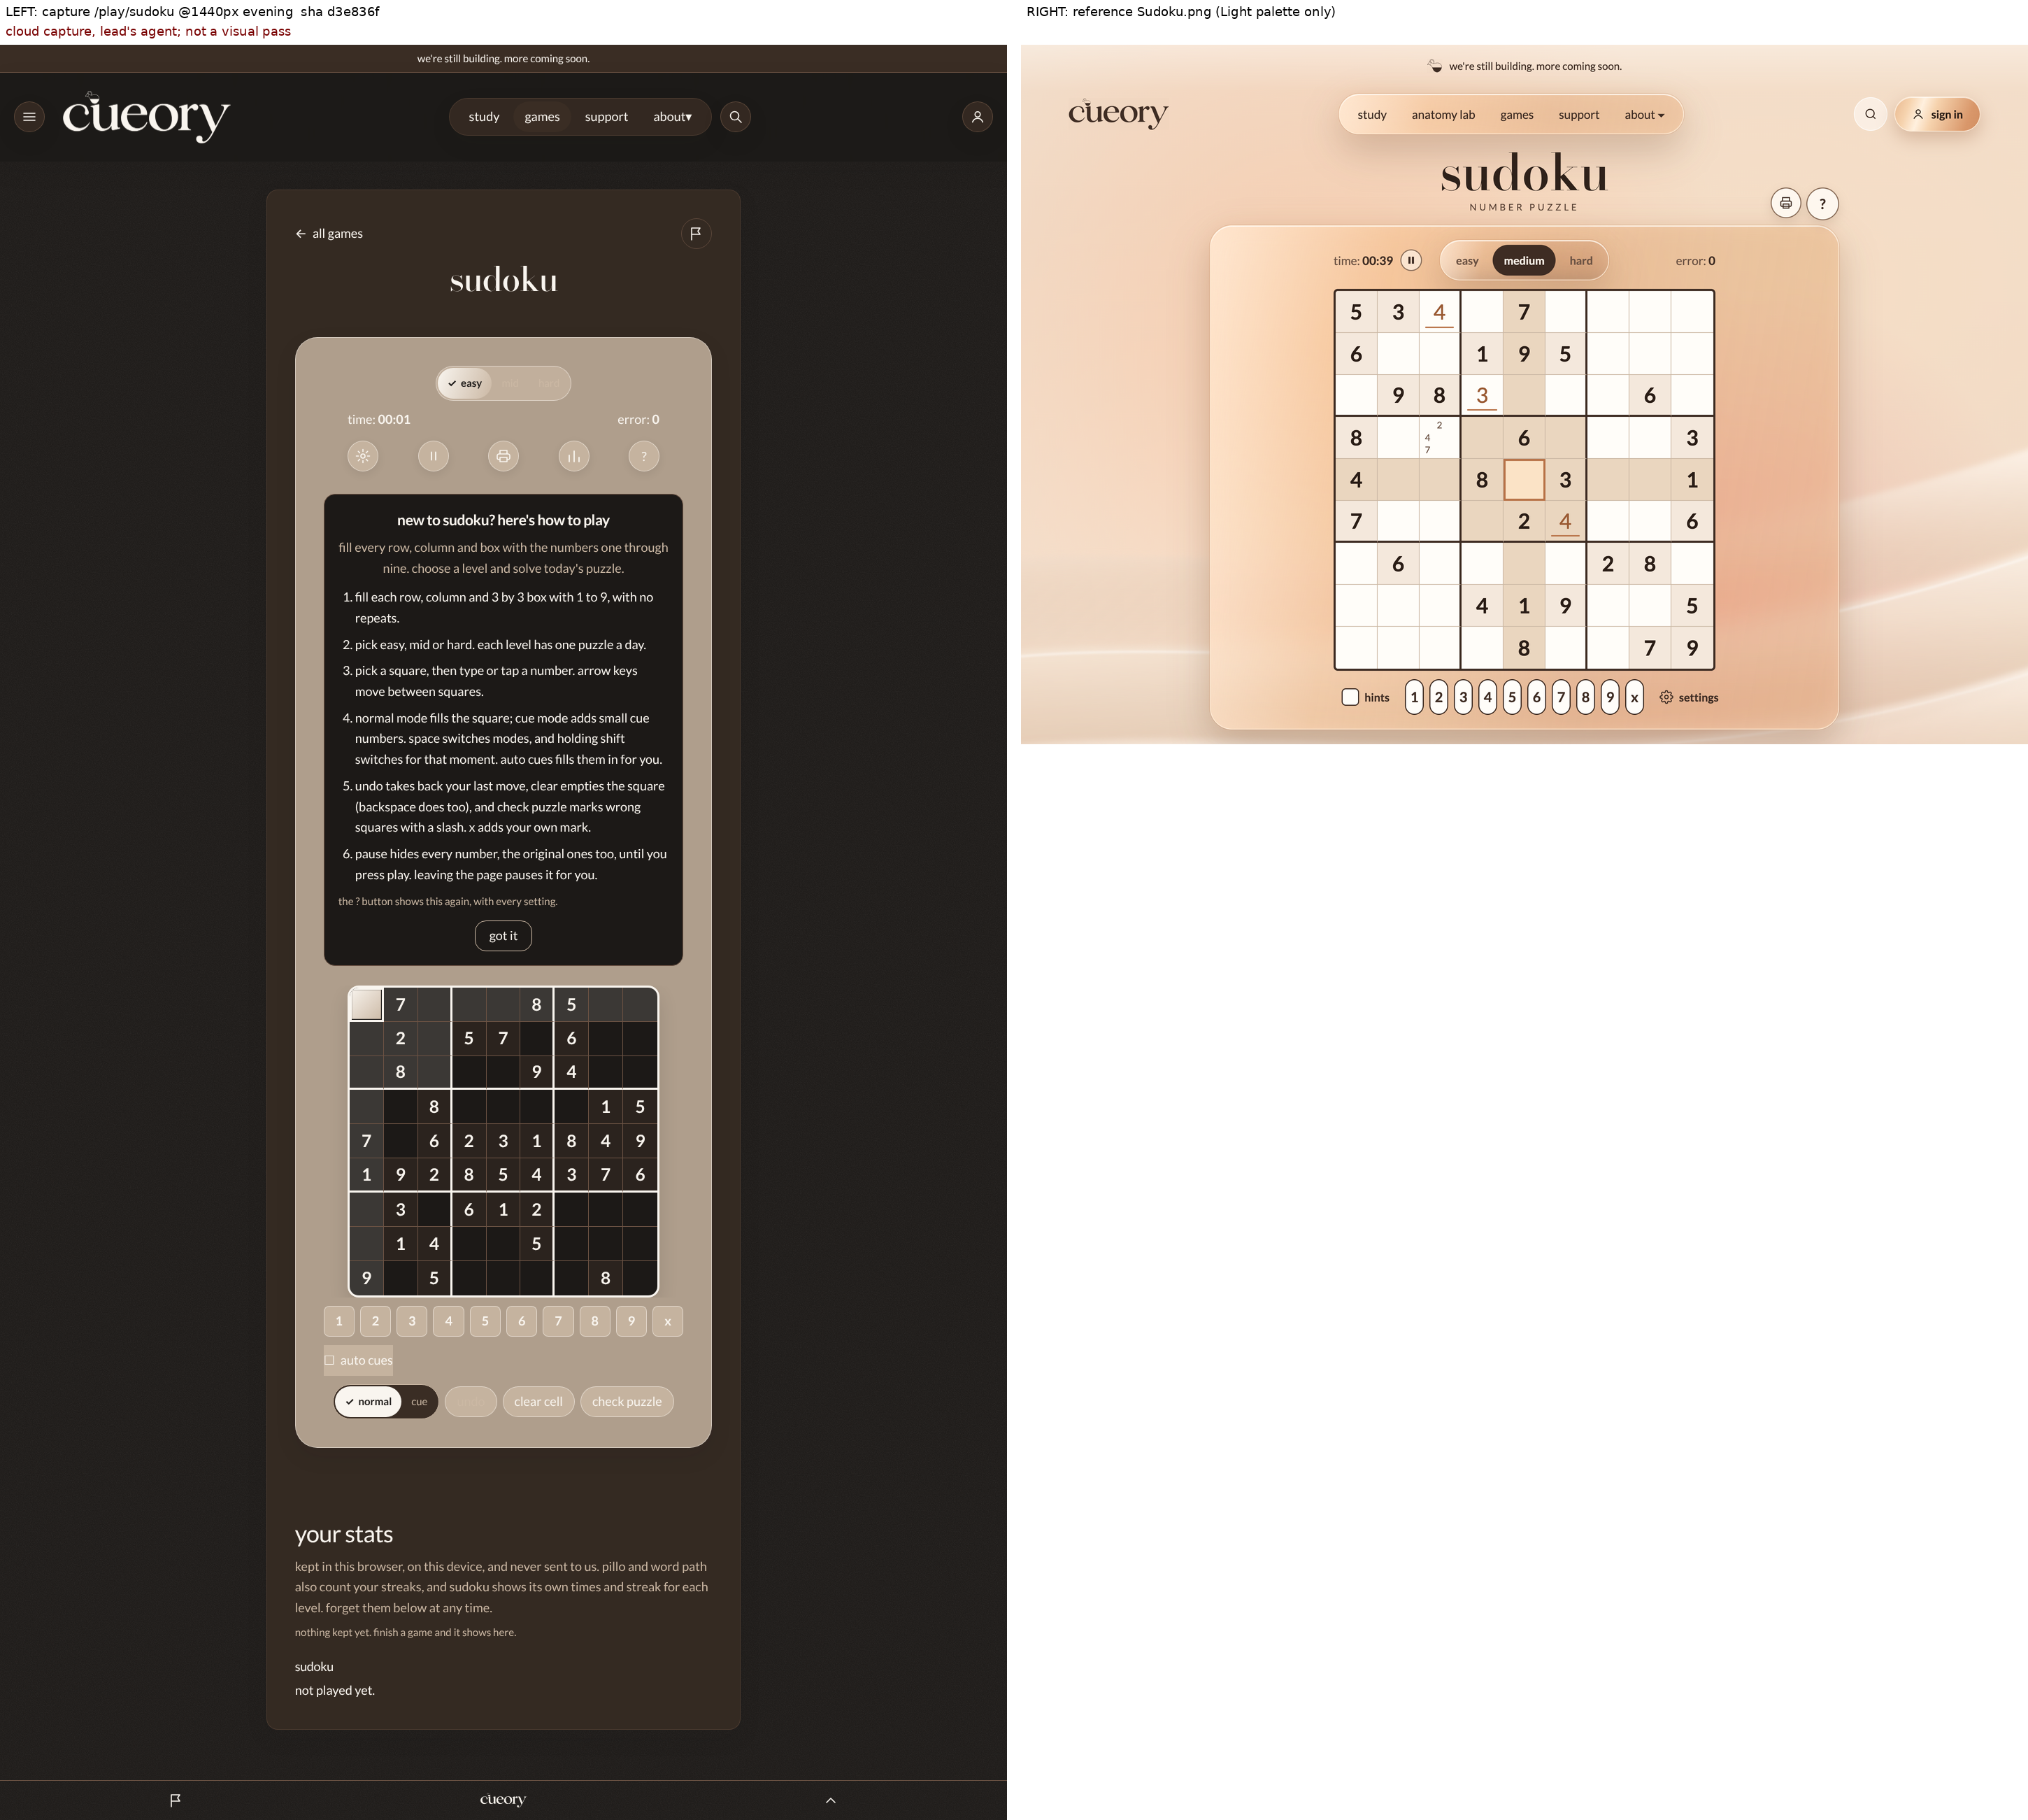 LEFT: capture /play/sudoku @1440px evening  sha d3e836f
cloud capture, lead's agent; not a visual pass
we're still building. more coming soon.
cueory
study games support about▾
← all games
sudoku
✓ easy
time: 00:01 error: 0
?
new to sudoku? here's how to play
fill every row, column and box with the numbers one through
nine. choose a level and solve today's puzzle.
1. fill each row, column and 3 by 3 box with 1 to 9, with no
repeats.
2. pick easy, mid or hard. each level has one puzzle a day.
3. pick a square, then type or tap a number. arrow keys
move between squares.
4. normal mode fills the square; cue mode adds small cue
numbers. space switches modes, and holding shift
switches for that moment. auto cues fills them in for you.
5. undo takes back your last move, clear empties the square
(backspace does too), and check puzzle marks wrong
squares with a slash. x adds your own mark.
6. pause hides every number, the original ones too, until you
press play. leaving the page pauses it for you.
the ? button shows this again, with every setting.
got it
7 8 5
2 5 7 6
8 9 4
8 1 5
7 6 2 3 1 8 4 9
1 9 2 8 5 4 3 7 6
3 6 1 2
1 4 5
9 5 8
1 2 3 4 5 6 7 8 9 x
auto cues
✓ normal cue clear cell check puzzle
your stats
kept in this browser, on this device, and never sent to us. pillo and word path
also count your streaks, and sudoku shows its own times and streak for each
level. forget them below at any time.
nothing kept yet. finish a game and it shows here.
sudoku
not played yet.
cueory
RIGHT: reference Sudoku.png (Light palette only)
we're still building. more coming soon.
cueory
study anatomy lab games support about
sign in
sudoku
NUMBER PUZZLE
?
time: 00:39 easy medium hard error: 0
5 3 4 7
6 1 9 5
9 8 3 6
8 2 4 7 6 3
4 8 3 1
7 2 4 6
6 2 8
4 1 9 5
8 7 9
hints 1 2 3 4 5 6 7 8 9 x settings